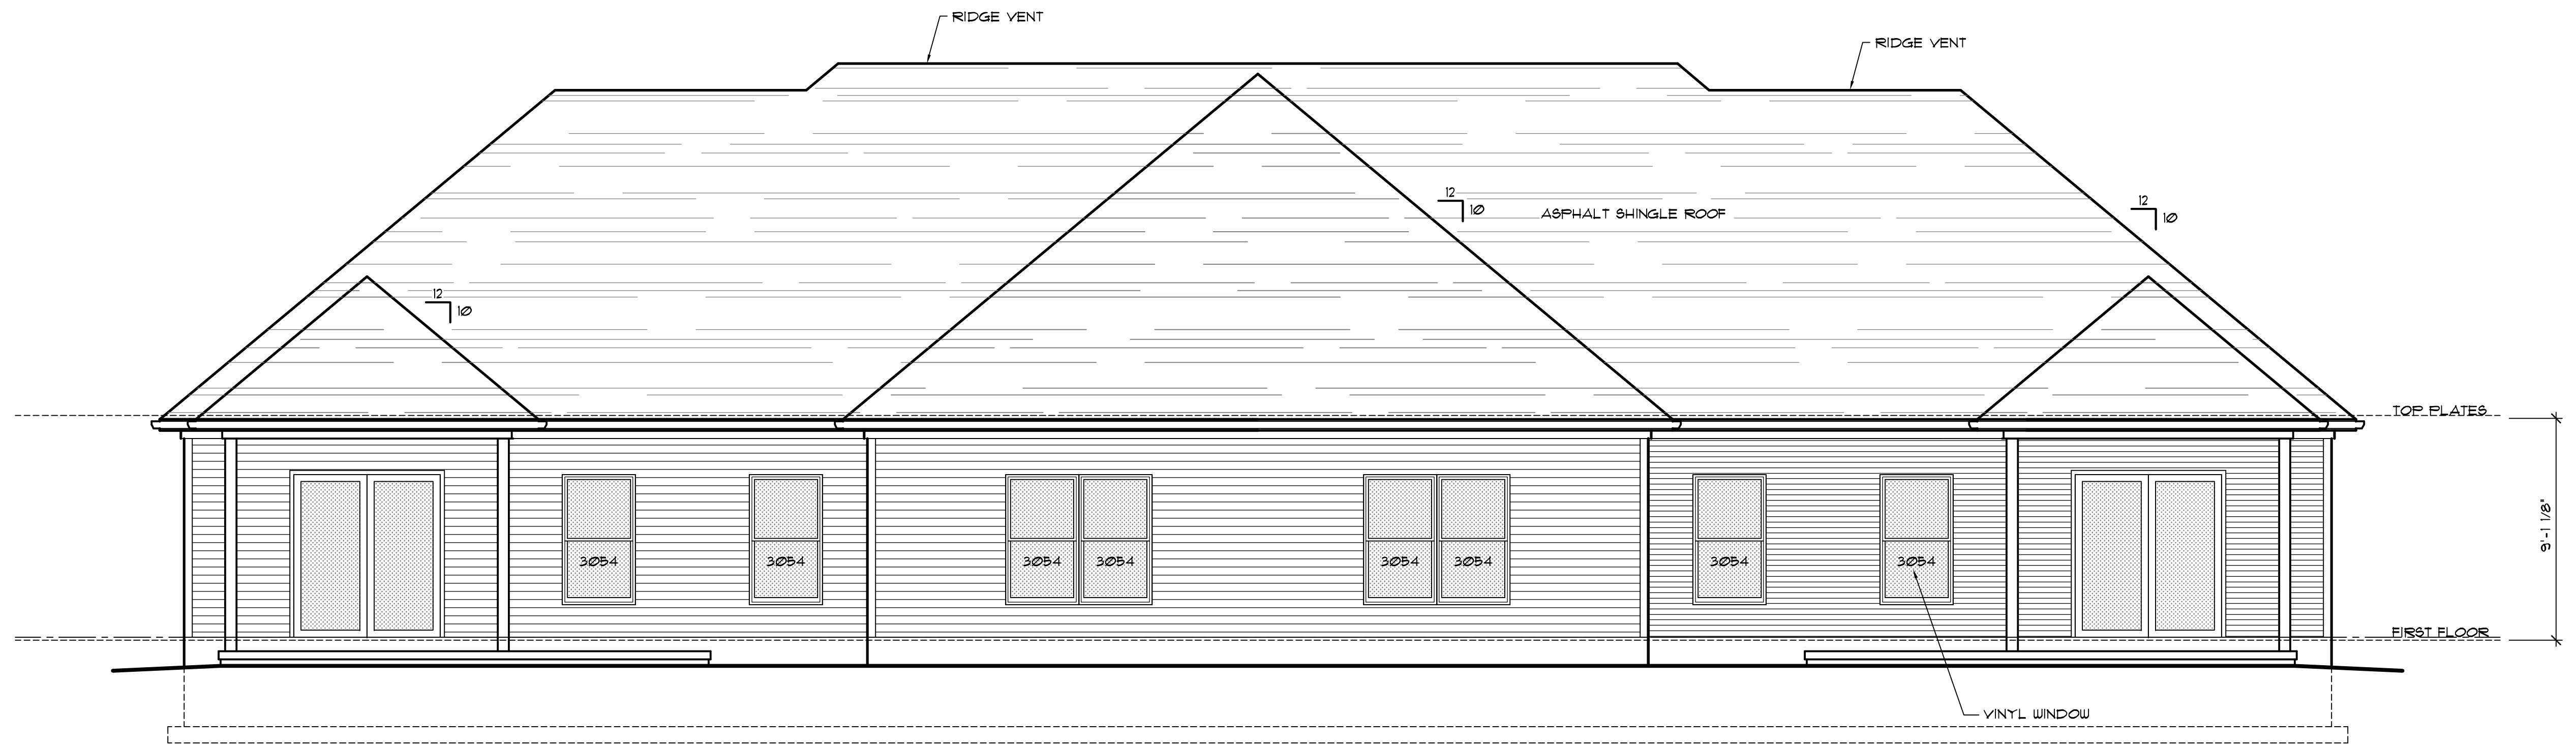 RIDGE VENT
RIDGE VENT
12
10
ASPHALT SHINGLE ROOF
12
10
12
10
TOP PLATES
3054
3054
3054
3054
3054
3054
3054
3054
9'-1 1/8"
FIRST FLOOR
VINYL WINDOW